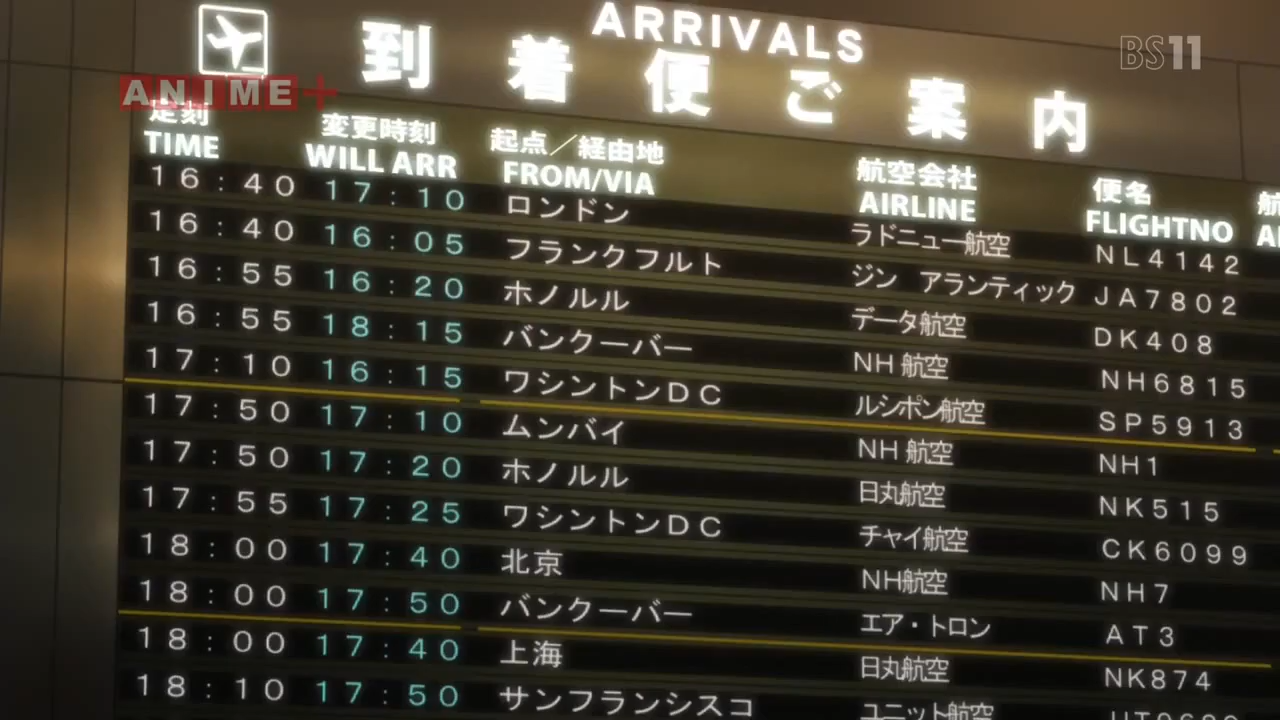 ARRIVALS
BS11
到着便ご案内
ANIME+
定刻 変更時刻 起点／経由地 航空会社 便名
TIME WILL ARR FROM/VIA AIRLINE FLIGHTNO
16:40 17:10 ロンドン ラドニュー航空 NL4142
16:40 16:05 フランクフルト ジン アランティック JA7802
16:55 16:20 ホノルル データ航空 DK408
16:55 18:15 バンクーバー NH航空 NH6815
17:10 16:15 ワシントンDC ルシポン航空 SP5913
17:50 17:10 ムンバイ NH航空 NH1
17:50 17:20 ホノルル 日丸航空 NK515
17:55 17:25 ワシントンDC チャイ航空 CK6099
18:00 17:40 北京 NH航空 NH7
18:00 17:50 バンクーバー エア・トロン AT3
18:00 17:40 上海 日丸航空 NK874
18:10 17:50 サンフランシスコ ユニット航空